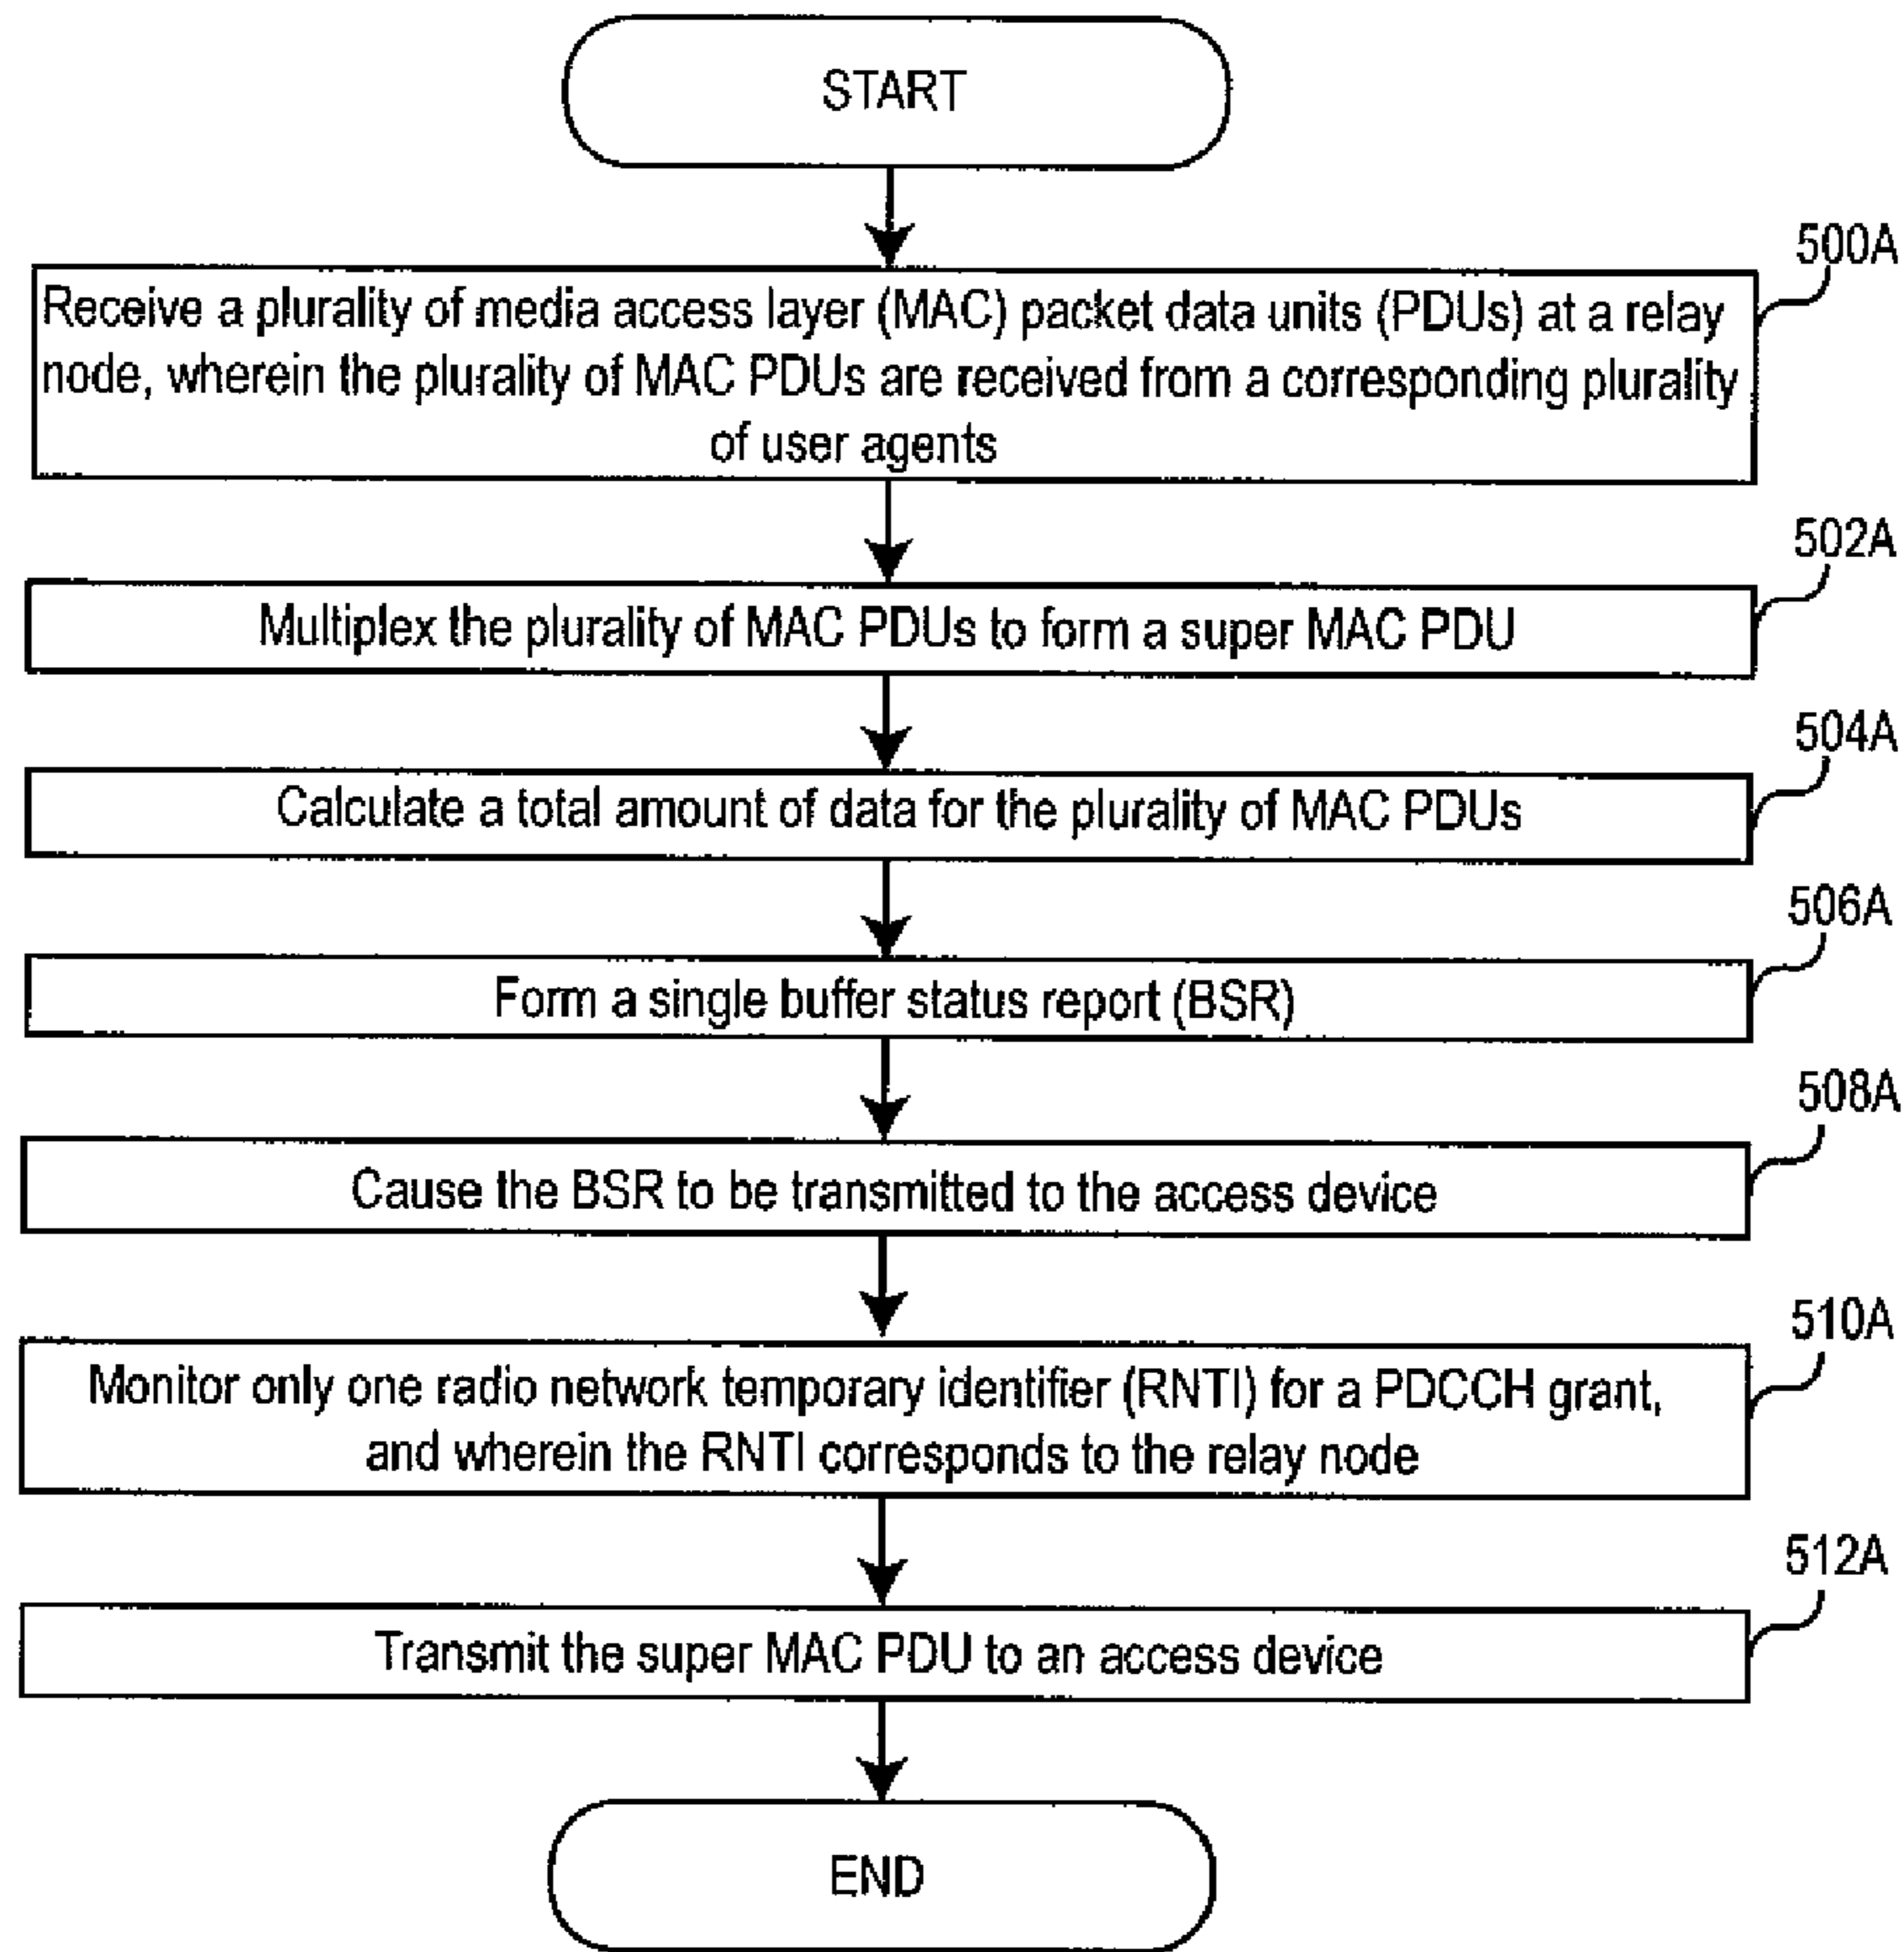 START
500A
Receive a plurality of media access layer (MAC) packet data units (PDUs) at a relay
node, wherein the plurality of MAC PDUs are received from a corresponding plurality
of user agents
502A
Multiplex the plurality of MAC PDUs to form a super MAC PDU
504A
Calculate a total amount of data for the plurality of MAC PDUs
506A
Form a single buffer status report (BSR)
508A
Cause the BSR to be transmitted to the access device
510A
Monitor only one radio network temporary identifier (RNTI) for a PDCCH grant,
and wherein the RNTI corresponds to the relay node
512A
Transmit the super MAC PDU to an access device
END